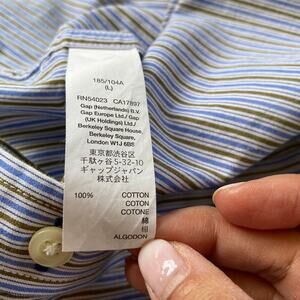 185/104A
(L)
RN54023 CA17897
Gap (Netherlands) B.V.
Gap Europe Ltd./ Gap
(UK Holdings) Ltd./
Berkeley Square House,
Berkeley Square,
London W1J 6BS
東京都渋谷区
千駄ヶ谷5-32-10
ギャップジャパン
株式会社
100% COTTON
COTON
COTONE
綿
棉
ALGODON